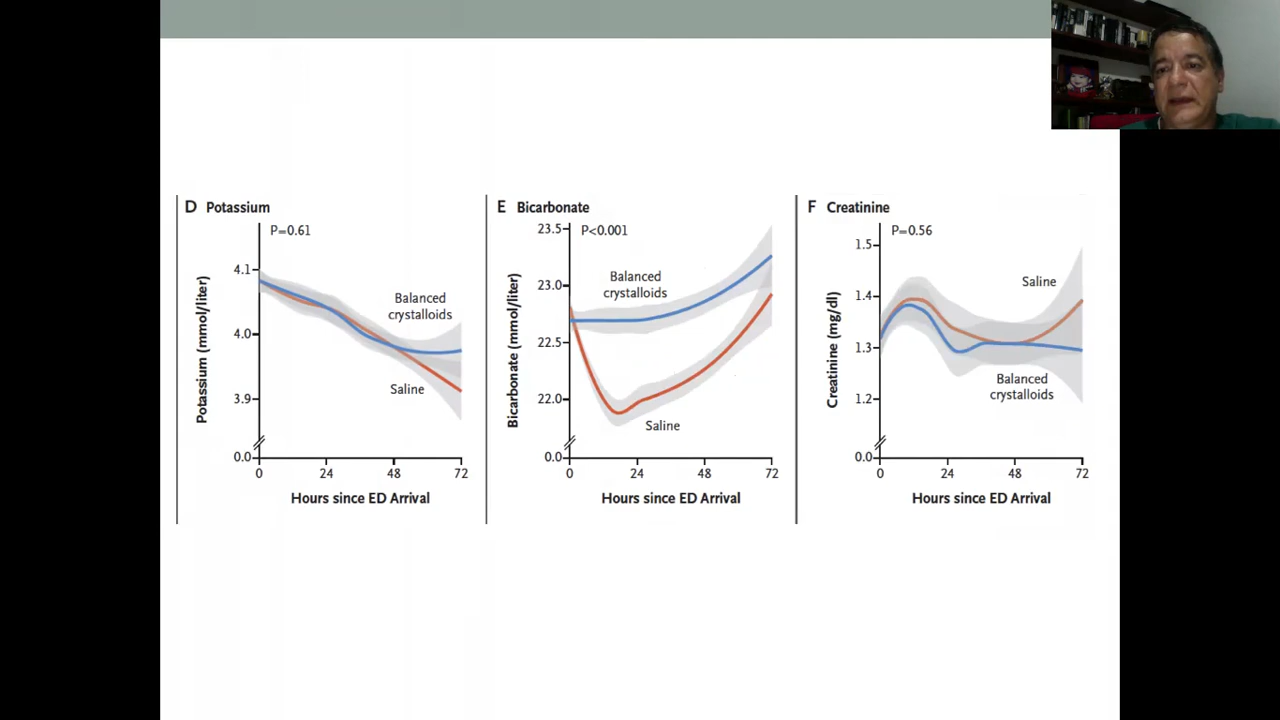 D Potassium
P=0.61
4.1
4.0
3.9
0.0
Potassium (mmol/liter)
Balanced
crystalloids
Saline
0 24 48 72
Hours since ED Arrival
E Bicarbonate
P<0.001
23.5
23.0
22.5
22.0
0.0
Bicarbonate (mmol/liter)
Balanced
crystalloids
Saline
0 24 48 72
Hours since ED Arrival
F Creatinine
P=0.56
1.5
1.4
1.3
1.2
0.0
Creatinine (mg/dl)
Saline
Balanced
crystalloids
0 24 48 72
Hours since ED Arrival